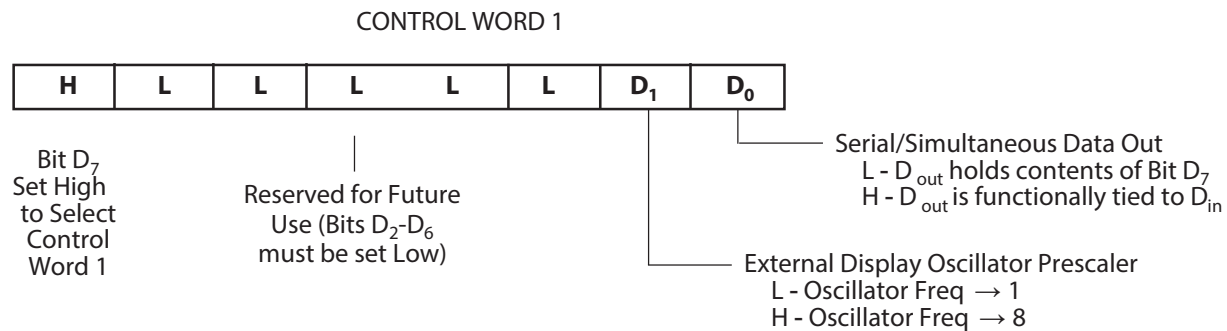 CONTROL WORD 1
H L L L L L D₁ D₀
Bit D₇
Set High
to Select
Control
Word 1
Reserved for Future
Use (Bits D₂-D₆
must be set Low)
Serial/Simultaneous Data Out
L - D out holds contents of Bit D₇
H - D out is functionally tied to Dᵢₙ
External Display Oscillator Prescaler
L - Oscillator Freq → 1
H - Oscillator Freq → 8